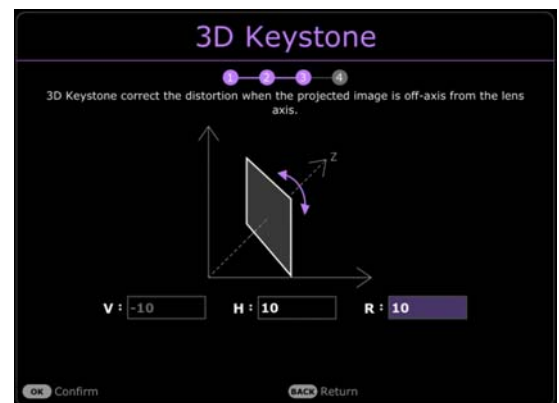 3D Keystone
1 2 3 4
3D Keystone correct the distortion when the projected image is off-axis from the lens
axis.
Z
V : -10 H : 10 R : 10
OK Confirm BACK Return